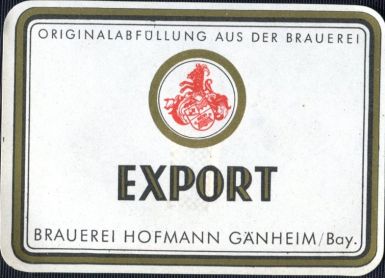 ORIGINALABFÜLLUNG AUS DER BRAUEREI
EXPORT
BRAUEREI HOFMANN GÄNHEIM/Bay.